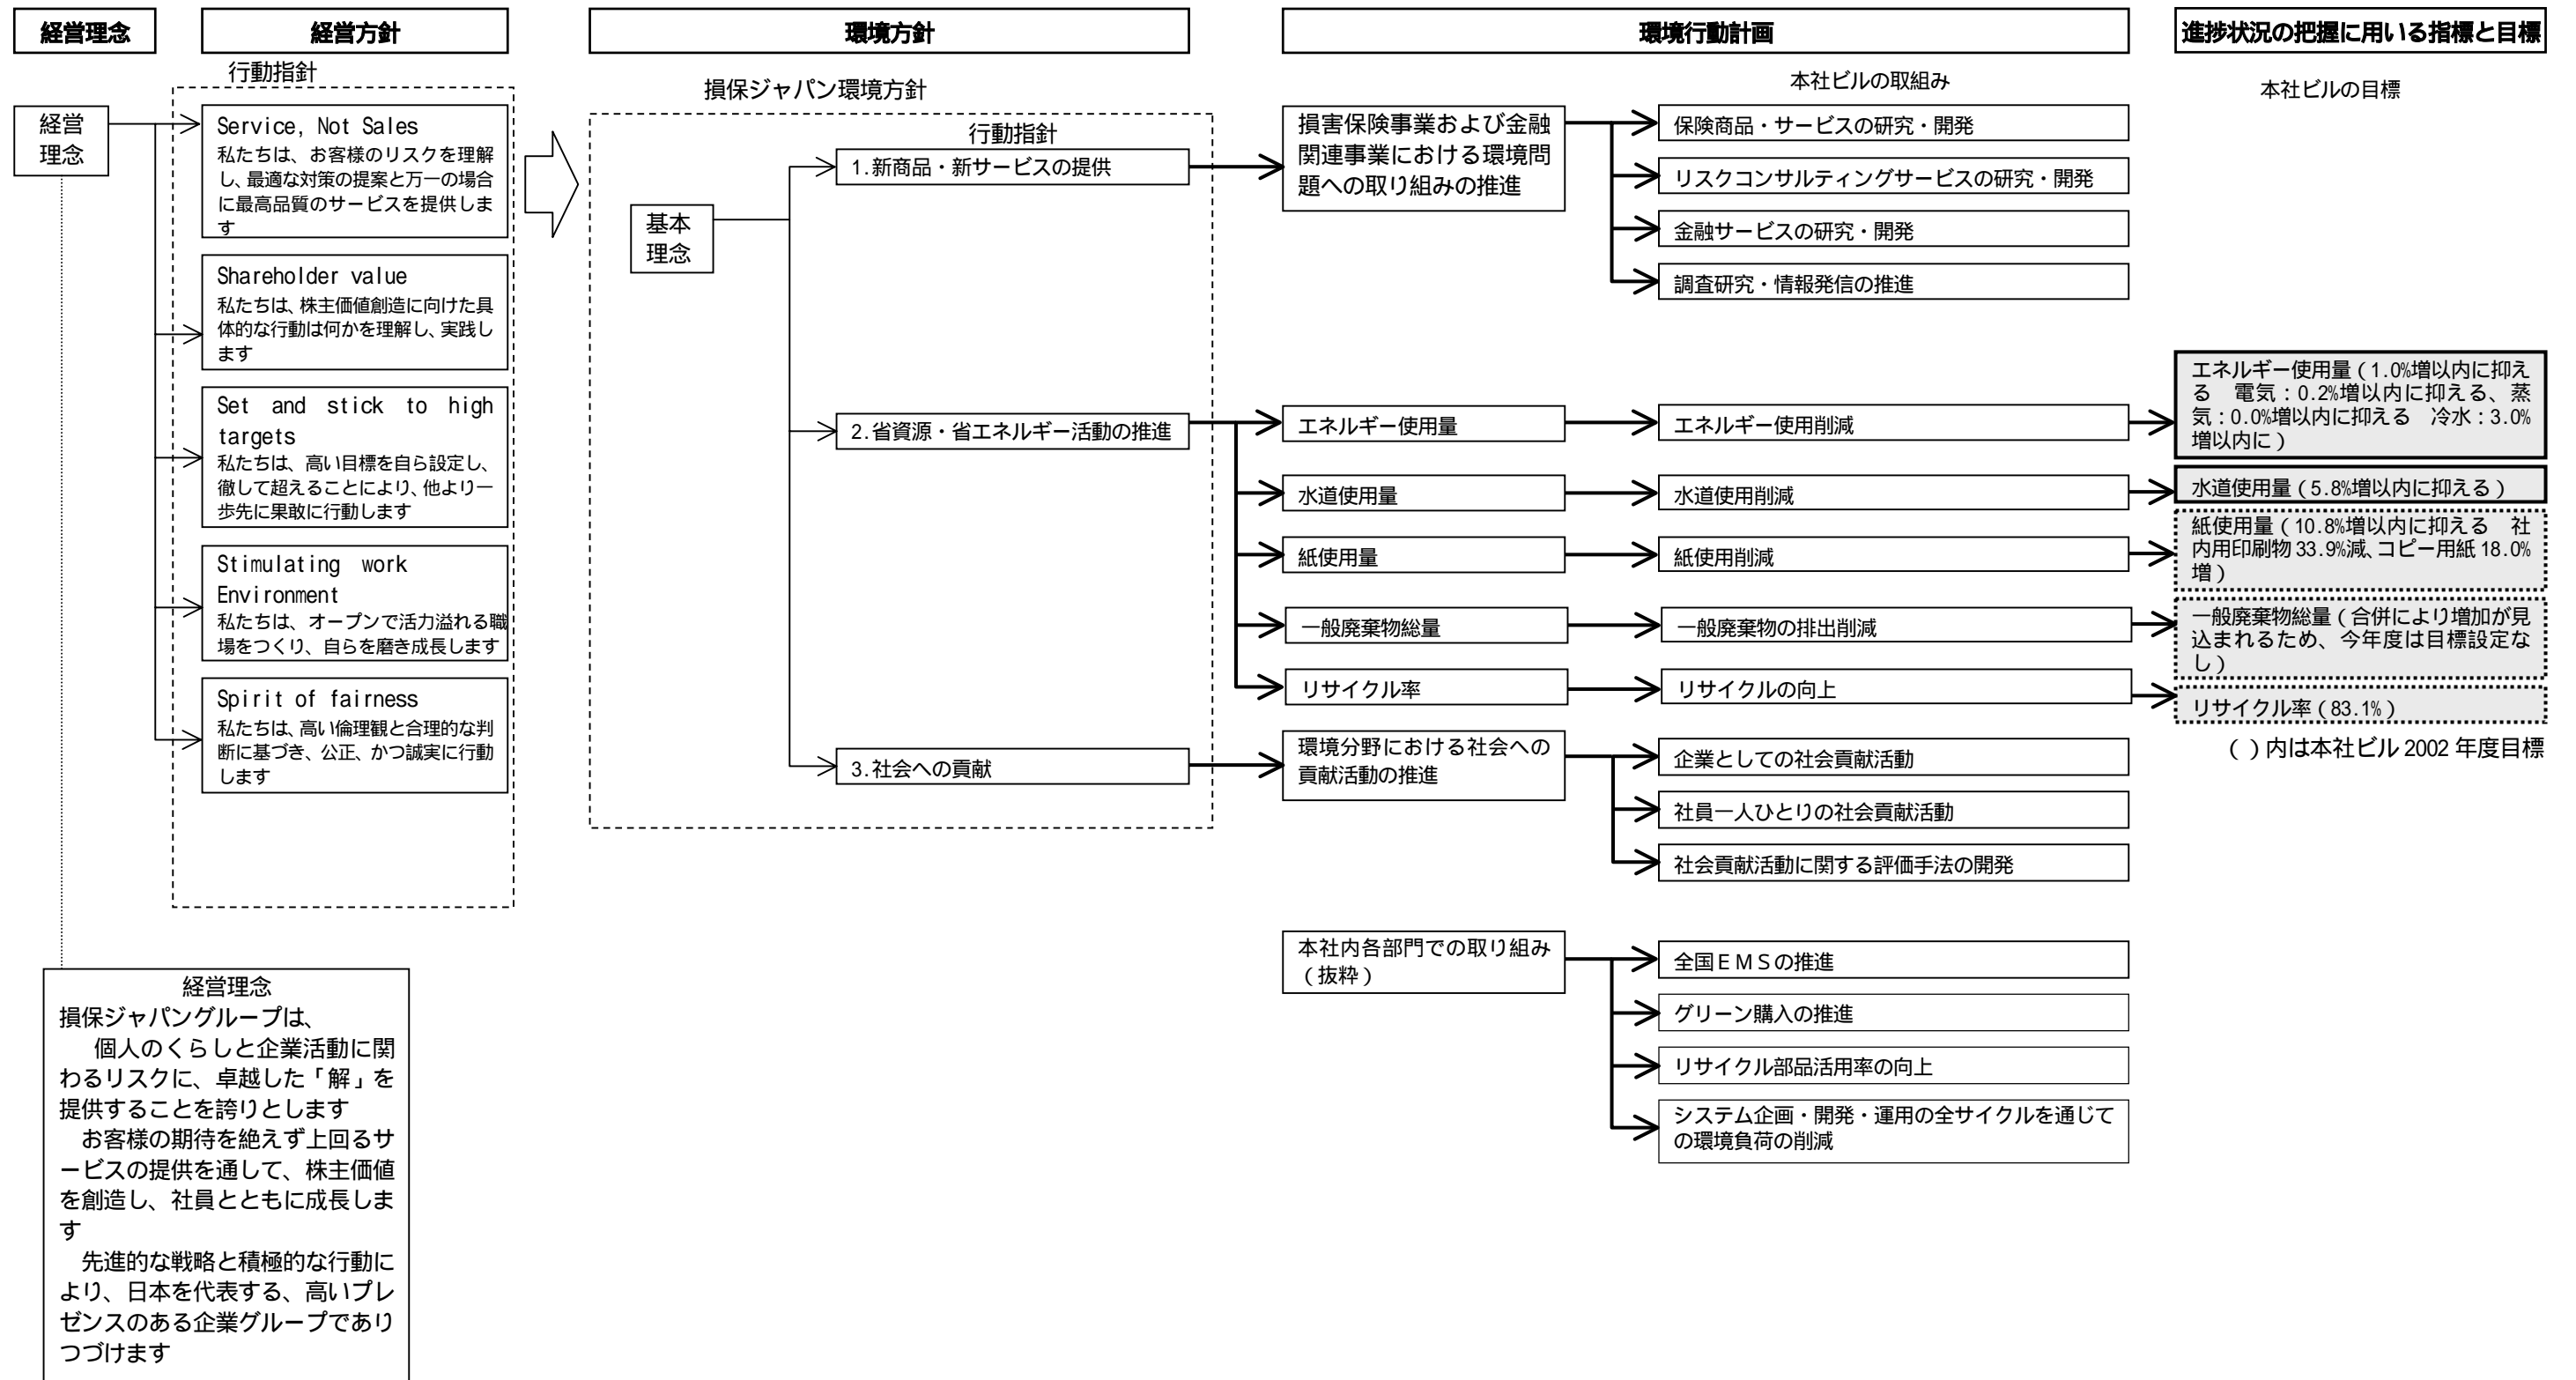 経営理念
経営方針
環境方針
環境行動計画
進捗状況の把握に用いる指標と目標
行動指針
経営
理念
Service, Not Sales
私たちは、お客様のリスクを理解
し、最適な対策の提案と万一の場合
に最高品質のサービスを提供しま
す
Shareholder value
私たちは、株主価値創造に向けた具
体的な行動は何かを理解し、実践し
ます
Set and stick to high
targets
私たちは、高い目標を自ら設定し、
徹して超えることにより、他より一
歩先に果敢に行動します
Stimulating work
Environment
私たちは、オープンで活力溢れる職
場をつくり、自らを磨き成長します
Spirit of fairness
私たちは、高い倫理観と合理的な判
断に基づき、公正、かつ誠実に行動
します
経営理念
損保ジャパングループは、
個人のくらしと企業活動に関
わるリスクに、卓越した「解」を
提供することを誇りとします
お客様の期待を絶えず上回るサ
ービスの提供を通して、株主価値
を創造し、社員とともに成長しま
す
先進的な戦略と積極的な行動に
より、日本を代表する、高いプレ
ゼンスのある企業グループであり
つづけます
損保ジャパン環境方針
行動指針
基本
理念
1.新商品・新サービスの提供
2.省資源・省エネルギー活動の推進
3.社会への貢献
本社ビルの取組み
損害保険事業および金融
関連事業における環境問
題への取り組みの推進
保険商品・サービスの研究・開発
リスクコンサルティングサービスの研究・開発
金融サービスの研究・開発
調査研究・情報発信の推進
エネルギー使用量
エネルギー使用削減
水道使用量
水道使用削減
紙使用量
紙使用削減
一般廃棄物総量
一般廃棄物の排出削減
リサイクル率
リサイクルの向上
環境分野における社会への
貢献活動の推進
企業としての社会貢献活動
社員一人ひとりの社会貢献活動
社会貢献活動に関する評価手法の開発
本社内各部門での取り組み
（抜粋）
全国ＥＭＳの推進
グリーン購入の推進
リサイクル部品活用率の向上
システム企画・開発・運用の全サイクルを通じて
の環境負荷の削減
本社ビルの目標
エネルギー使用量（1.0%増以内に抑え
る　電気：0.2%増以内に抑える、蒸
気：0.0%増以内に抑える　冷水：3.0%
増以内に）
水道使用量（5.8%増以内に抑える）
紙使用量（10.8%増以内に抑える　社
内用印刷物 33.9%減、コピー用紙 18.0%
増）
一般廃棄物総量（合併により増加が見
込まれるため、今年度は目標設定な
し）
リサイクル率（83.1%）
（ ）内は本社ビル 2002 年度目標